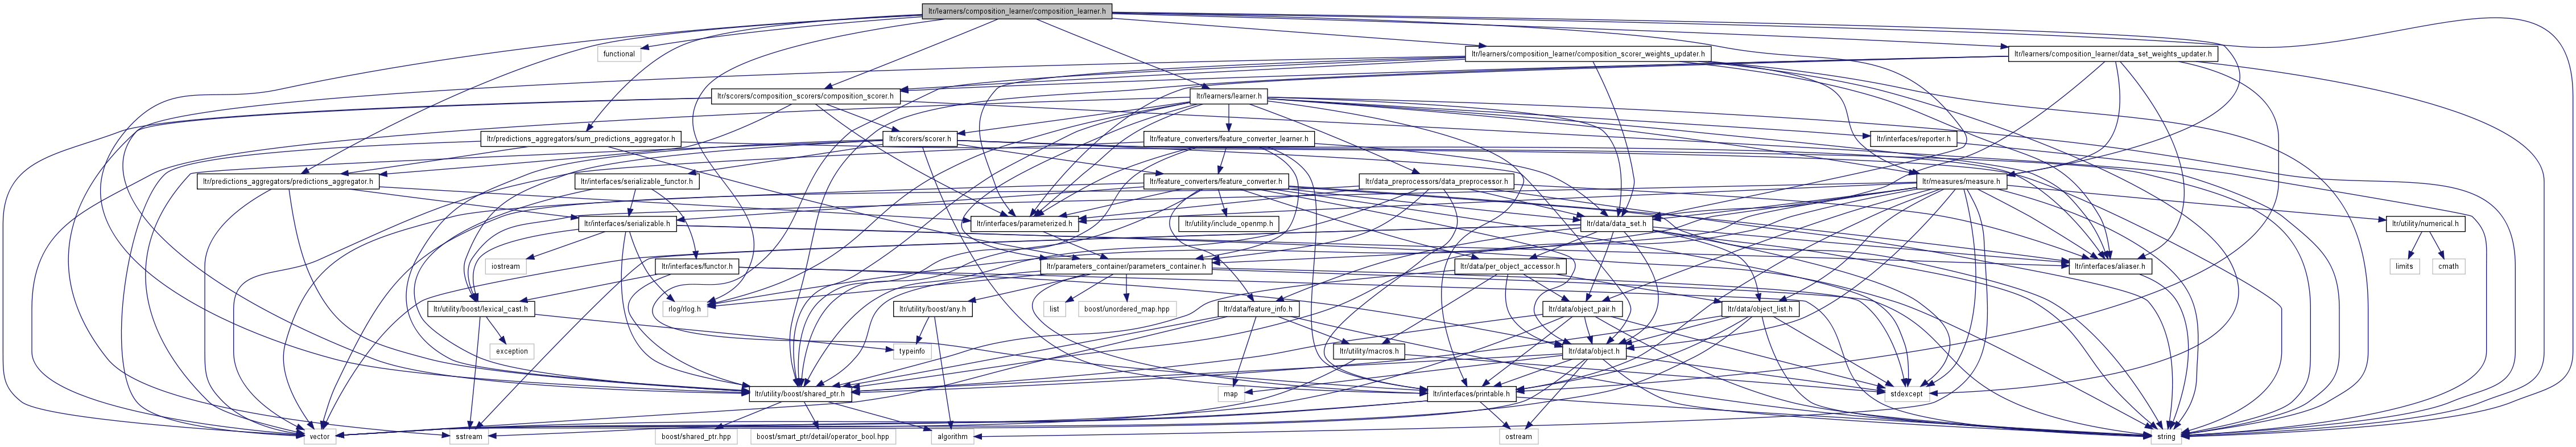 ltr/learners/composition_learner/composition_learner.h
functional
ltr/learners/composition_learner/composition_scorer_weights_updater.h
ltr/learners/composition_learner/data_set_weights_updater.h
ltr/scorers/composition_scorers/composition_scorer.h
ltr/learners/learner.h
ltr/predictions_aggregators/sum_predictions_aggregator.h
ltr/scorers/scorer.h
ltr/feature_converters/feature_converter_learner.h
ltr/interfaces/reporter.h
ltr/predictions_aggregators/predictions_aggregator.h
ltr/interfaces/serializable_functor.h
ltr/feature_converters/feature_converter.h
ltr/data_preprocessors/data_preprocessor.h
ltr/measures/measure.h
ltr/interfaces/serializable.h
ltr/interfaces/parameterized.h
ltr/utility/include_openmp.h
ltr/data/data_set.h
ltr/utility/numerical.h
iostream
ltr/interfaces/functor.h
ltr/parameters_container/parameters_container.h
ltr/data/per_object_accessor.h
ltr/interfaces/aliaser.h
limits
cmath
ltr/utility/boost/lexical_cast.h
rlog/rlog.h
ltr/utility/boost/any.h
list
boost/unordered_map.hpp
ltr/data/feature_info.h
ltr/data/object_pair.h
ltr/data/object_list.h
exception
typeinfo
ltr/utility/macros.h
ltr/data/object.h
ltr/utility/boost/shared_ptr.h
map
ltr/interfaces/printable.h
stdexcept
vector
sstream
boost/shared_ptr.hpp
boost/smart_ptr/detail/operator_bool.hpp
algorithm
ostream
string